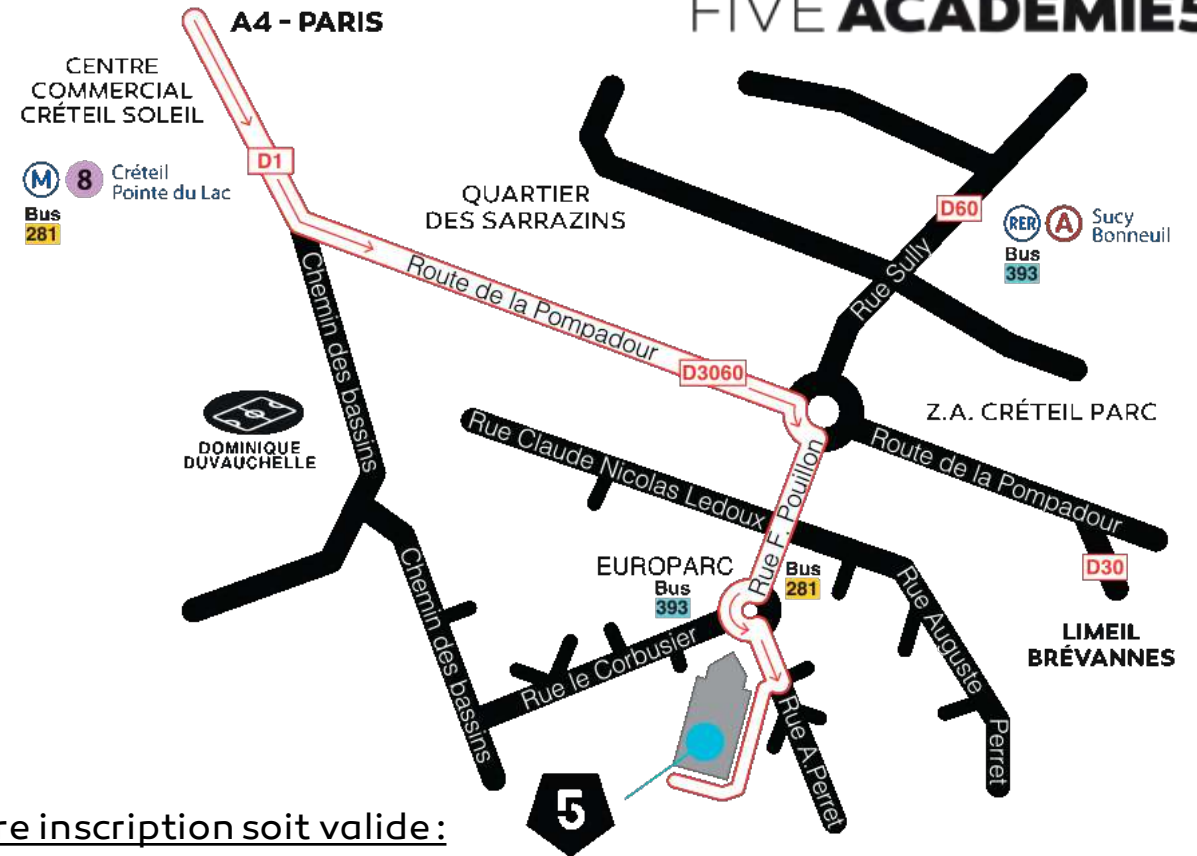 FIVE ACADEMIES
A4 - PARIS
CENTRE
COMMERCIAL
CRÉTEIL SOLEIL
D1
M 8 Créteil
Pointe du Lac
Bus
281
QUARTIER
DES SARRAZINS
D60
RER A Sucy
Bonneuil
Bus
393
Rue Sully
Chemin des bassins
Route de la Pompadour
D3060
Z.A. CRÉTEIL PARC
DOMINIQUE
DUVAUCHELLE
Rue Claude Nicolas Ledoux
Rue F. Pouillon
Route de la Pompadour
D30
EUROPARC
Bus
393
Bus
281
Rue Auguste
Perret
LIMEIL
BRÉVANNES
Chemin des bassins
Rue le Corbusier
Rue A.Perret
5
re inscription soit valide :